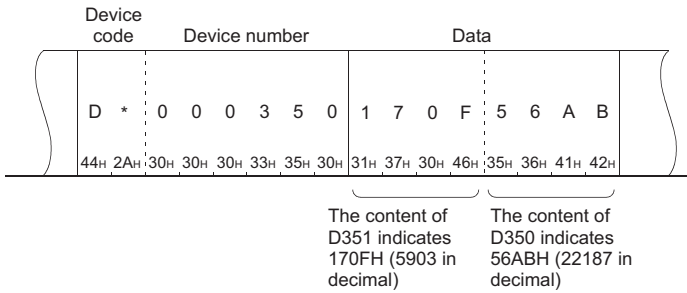 Device code Device number Data
D * 0 0 0 3 5 0 1 7 0 F 5 6 A B
44H 2AH 30H 30H 30H 33H 35H 30H 31H 37H 30H 46H 35H 36H 41H 42H
The content of
D351 indicates
170FH (5903 in
decimal)
The content of
D350 indicates
56ABH (22187 in
decimal)